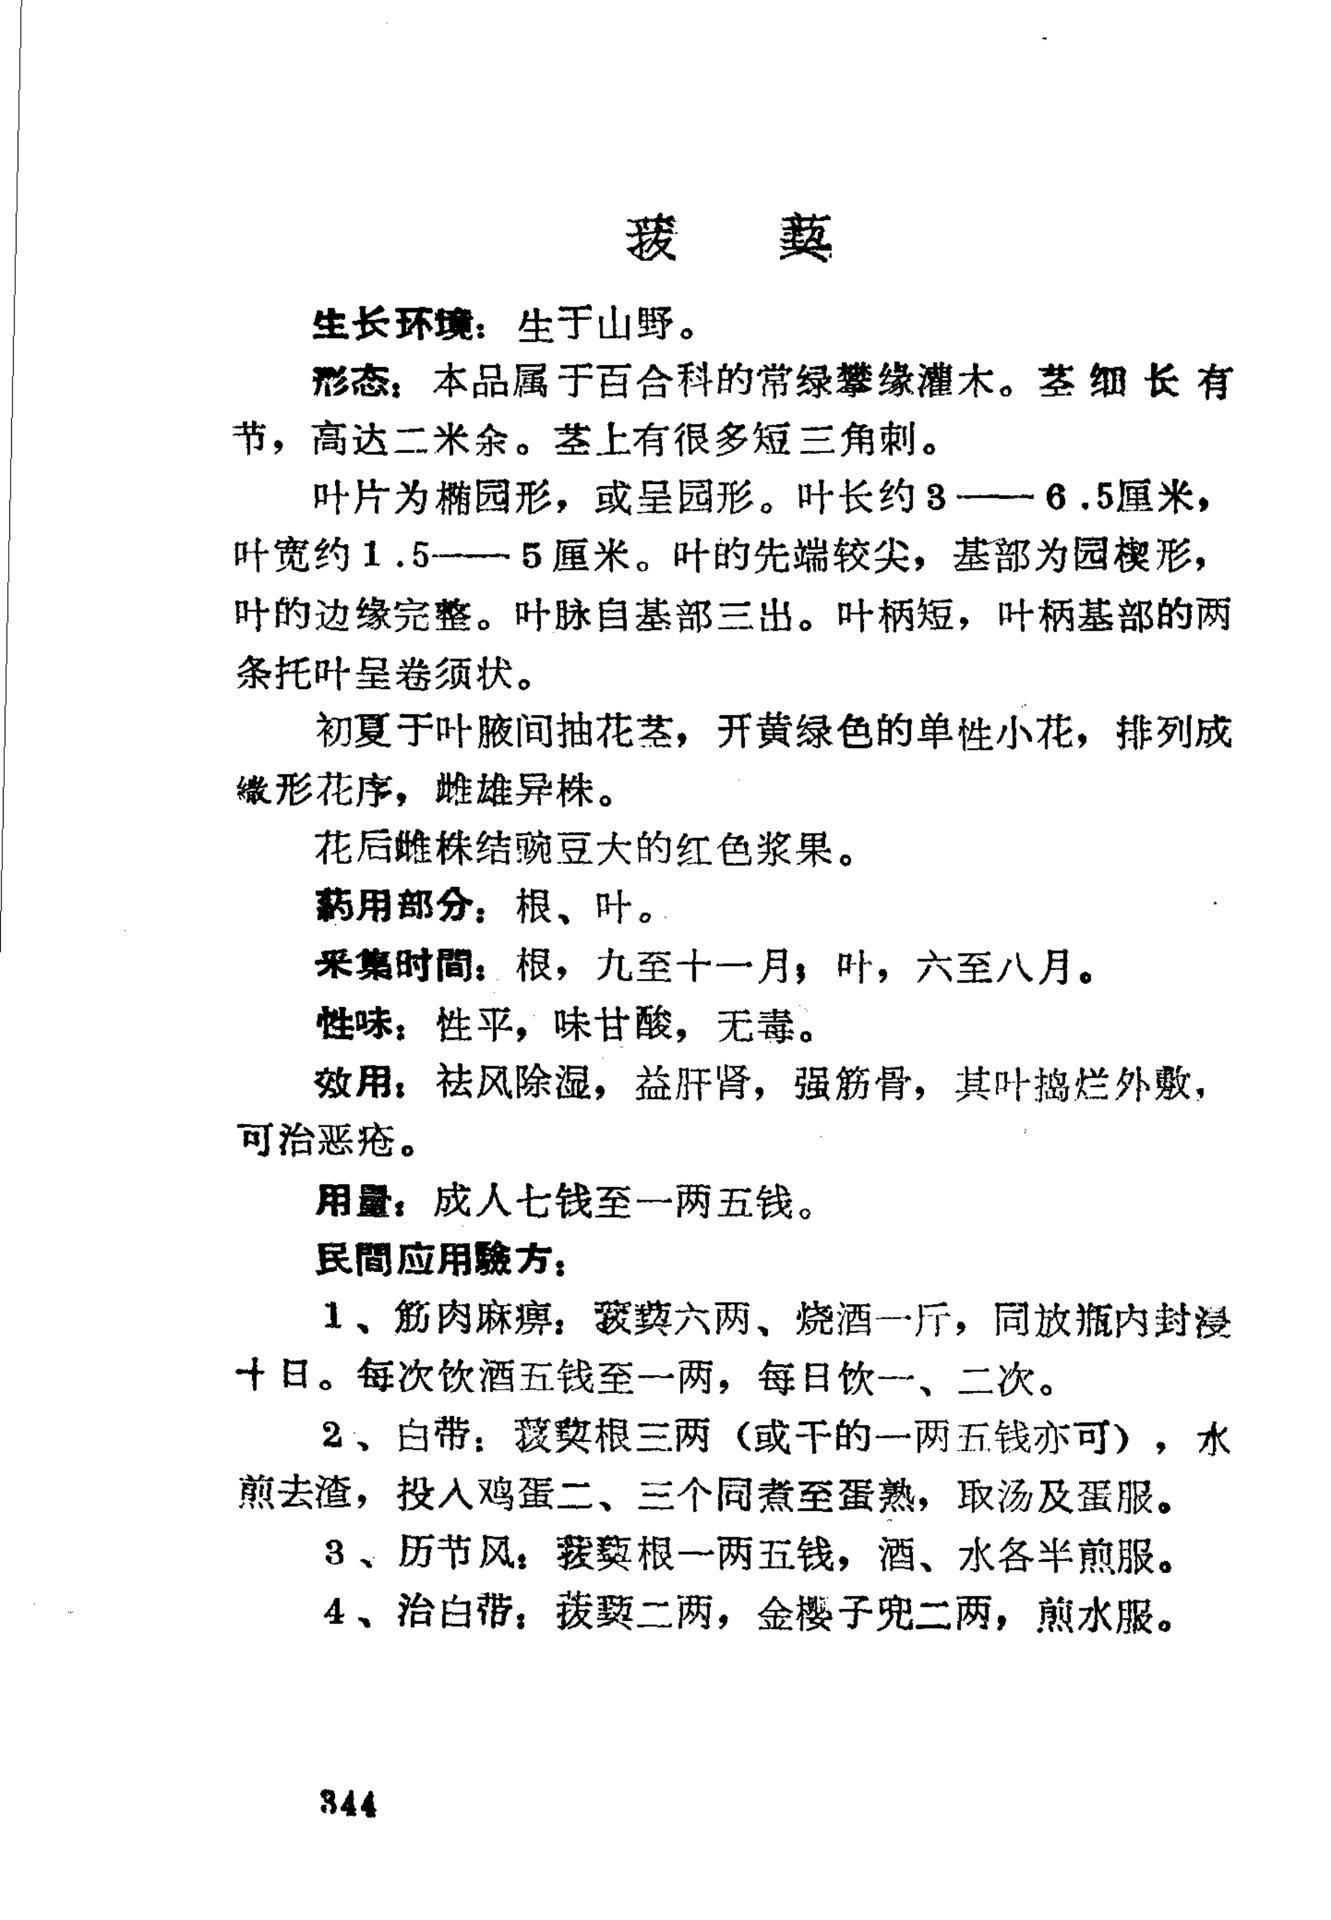 菝 葜
生长环境：生于山野。
形态：本品属于百合科的常绿攀缘灌木。茎细长有
节，高达二米余。茎上有很多短三角刺。
叶片为椭园形，或呈园形。叶长约3——6.5厘米，
叶宽约1.5——5厘米。叶的先端较尖，基部为园楔形，
叶的边缘完整。叶脉自基部三出。叶柄短，叶柄基部的两
条托叶呈卷须状。
初夏于叶腋间抽花茎，开黄绿色的单性小花，排列成
繖形花序，雌雄异株。
花后雌株结豌豆大的红色浆果。
药用部分：根、叶。
采集时間：根，九至十一月；叶，六至八月。
性味：性平，味甘酸，无毒。
效用：祛风除湿，益肝肾，强筋骨，其叶捣烂外敷，
可治恶疮。
用量：成人七钱至一两五钱。
民間应用驗方：
1、筋肉麻痹：菝葜六两、烧酒一斤，同放瓶内封浸
十日。每次饮酒五钱至一两，每日饮一、二次。
2、白带：菝葜根三两（或干的一两五钱亦可），水
煎去渣，投入鸡蛋二、三个同煮至蛋熟，取汤及蛋服。
3、历节风：菝葜根一两五钱，酒、水各半煎服。
4、治白带：菝葜二两，金樱子兜二两，煎水服。
344